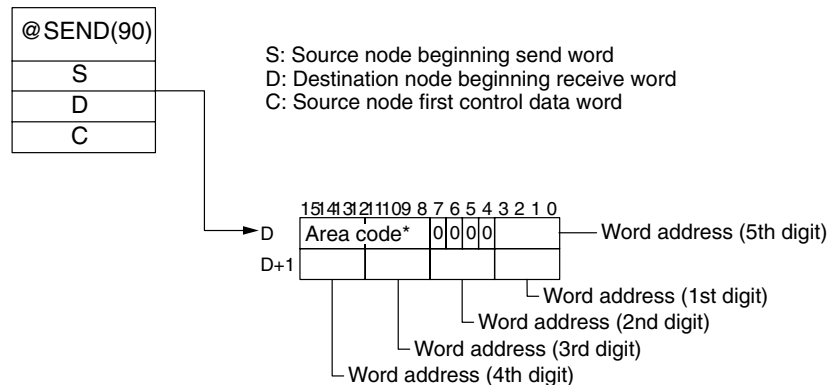 @SEND(90)
S
D
C
S: Source node beginning send word
D: Destination node beginning receive word
C: Source node first control data word
15 14 13 12 11 10 9 8 7 6 5 4 3 2 1 0
D Area code* 0 0 0 0 Word address (5th digit)
D+1
Word address (1st digit)
Word address (2nd digit)
Word address (3rd digit)
Word address (4th digit)